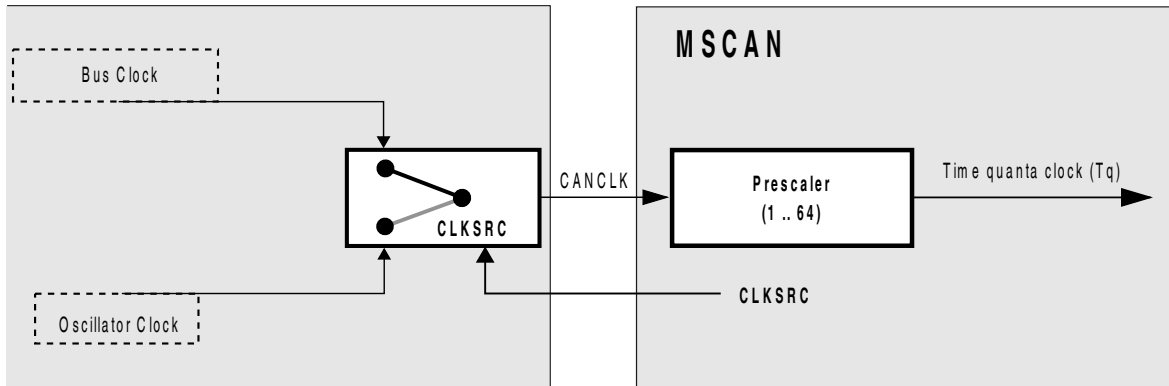 MSCAN
Bus Clock
CANCLK
Time quanta clock (Tq)
Prescaler
(1 .. 64)
CLKSRC
CLKSRC
Oscillator Clock